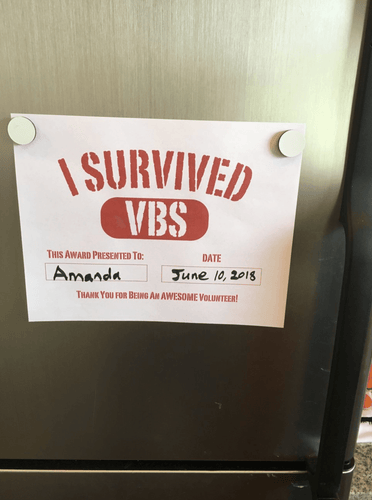 I SURVIVED
VBS
THIS AWARD PRESENTED TO: DATE
Amanda June 10, 2018
THANK YOU FOR BEING AN AWESOME VOLUNTEER!